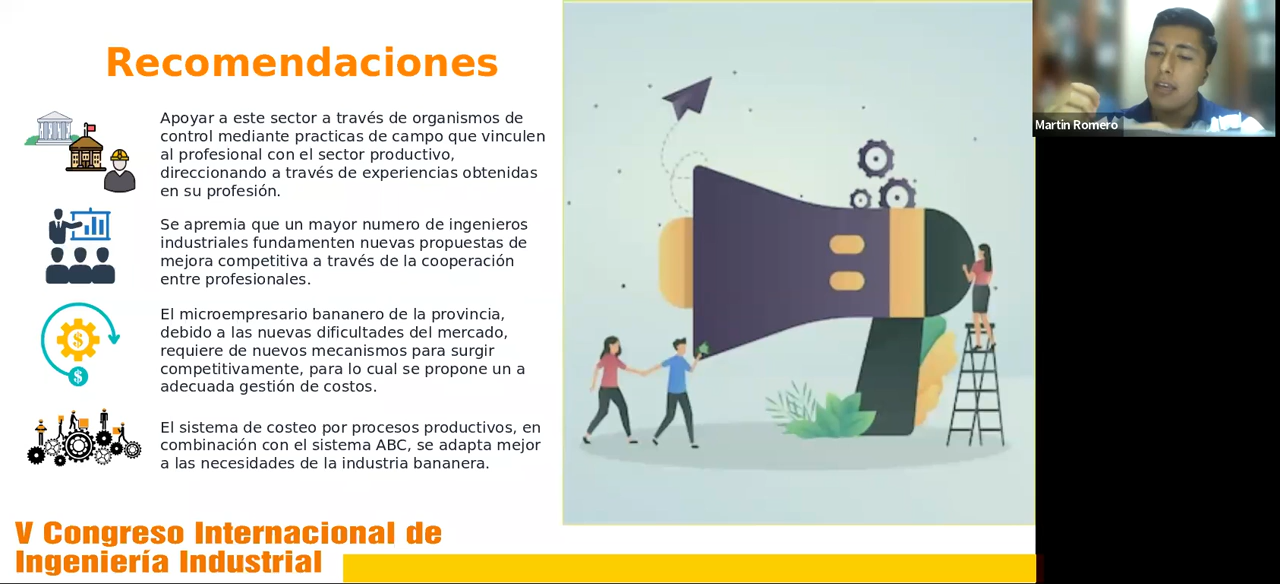 Recomendaciones
Apoyar a este sector a través de organismos de
control mediante practicas de campo que vinculen
al profesional con el sector productivo,
direccionando a través de experiencias obtenidas
en su profesión.
Se apremia que un mayor numero de ingenieros
industriales fundamenten nuevas propuestas de
mejora competitiva a través de la cooperación
entre profesionales.
El microempresario bananero de la provincia,
debido a las nuevas dificultades del mercado,
requiere de nuevos mecanismos para surgir
competitivamente, para lo cual se propone un a
adecuada gestión de costos.
El sistema de costeo por procesos productivos, en
combinación con el sistema ABC, se adapta mejor
a las necesidades de la industria bananera.
V Congreso Internacional de
Ingeniería Industrial
Martin Romero